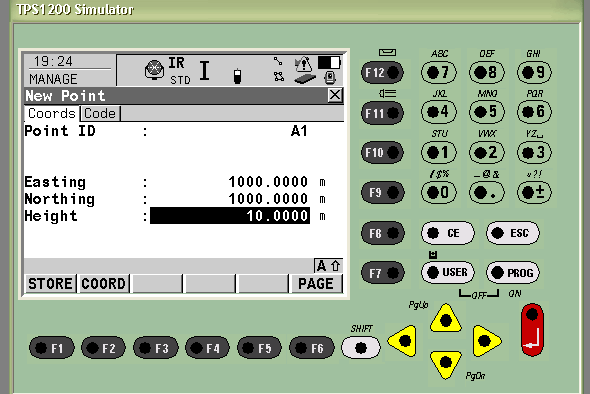 TPS1200 Simulator
19:24
MANAGE
IR
STD
I
New Point
Coords Code
Point ID : A1
Easting : 1000.0000 m
Northing : 1000.0000 m
Height : 10.0000 m
A
STORE COORD PAGE
F12 ABC 7 DEF 8 GHI 9
F11 JKL 4 MNO 5 PQR 6
F10 STU 1 VWX 2 YZ␣ 3
F9 /$% 0 _@& . *?! ±
F8 CE ESC
F7 USER PROG
OFF ON
PgUp
SHIFT
F1 F2 F3 F4 F5 F6
PgDn